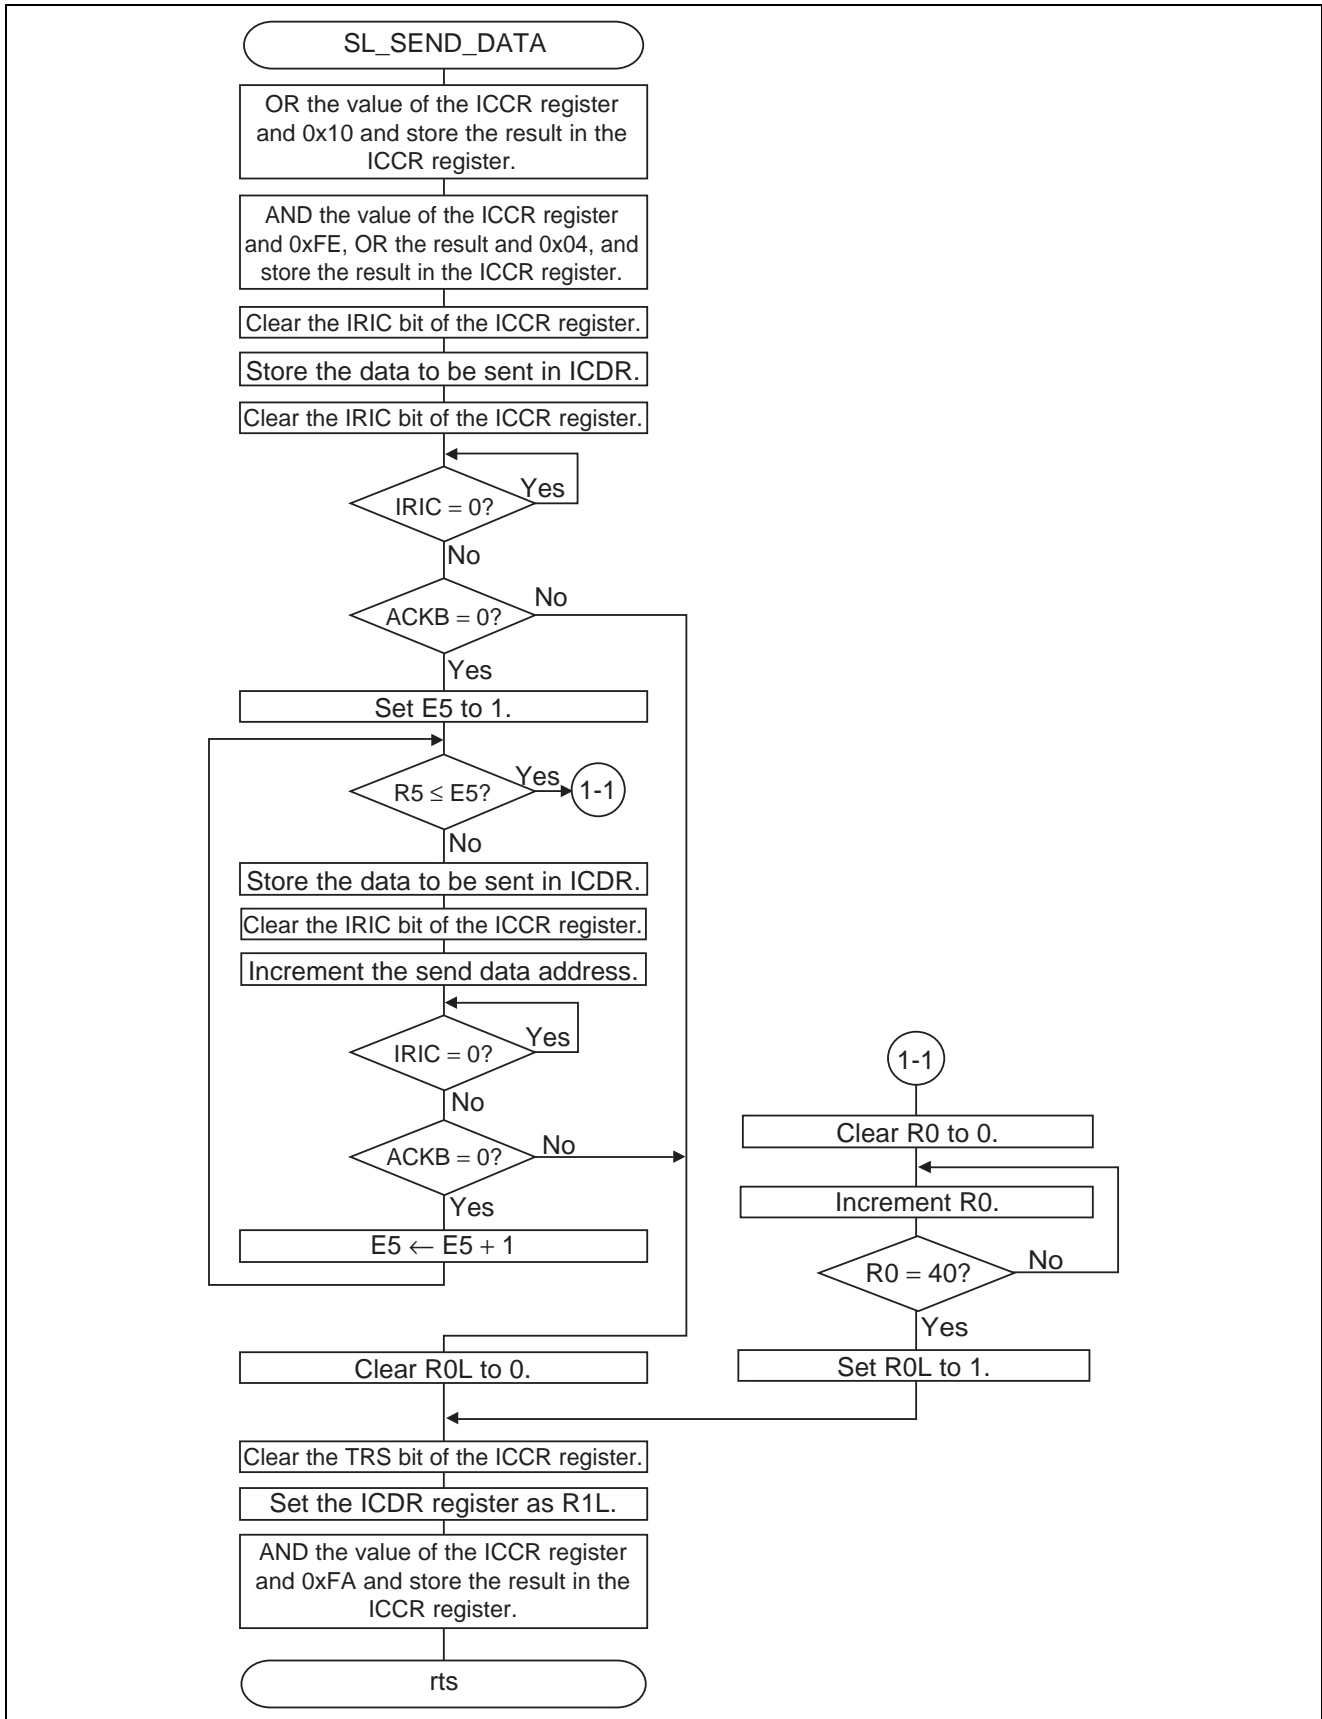 SL_SEND_DATA
OR the value of the ICCR register
and 0x10 and store the result in the
ICCR register.
AND the value of the ICCR register
and 0xFE, OR the result and 0x04, and
store the result in the ICCR register.
Clear the IRIC bit of the ICCR register.
Store the data to be sent in ICDR.
Clear the IRIC bit of the ICCR register.
IRIC = 0?
Yes
No
ACKB = 0?
No
Yes
Set E5 to 1.
R5 ≤ E5?
Yes
1-1
No
Store the data to be sent in ICDR.
Clear the IRIC bit of the ICCR register.
Increment the send data address.
IRIC = 0?
Yes
No
ACKB = 0?
No
Yes
E5 ← E5 + 1
Clear R0L to 0.
1-1
Clear R0 to 0.
Increment R0.
R0 = 40?
No
Yes
Set R0L to 1.
Clear the TRS bit of the ICCR register.
Set the ICDR register as R1L.
AND the value of the ICCR register
and 0xFA and store the result in the
ICCR register.
rts